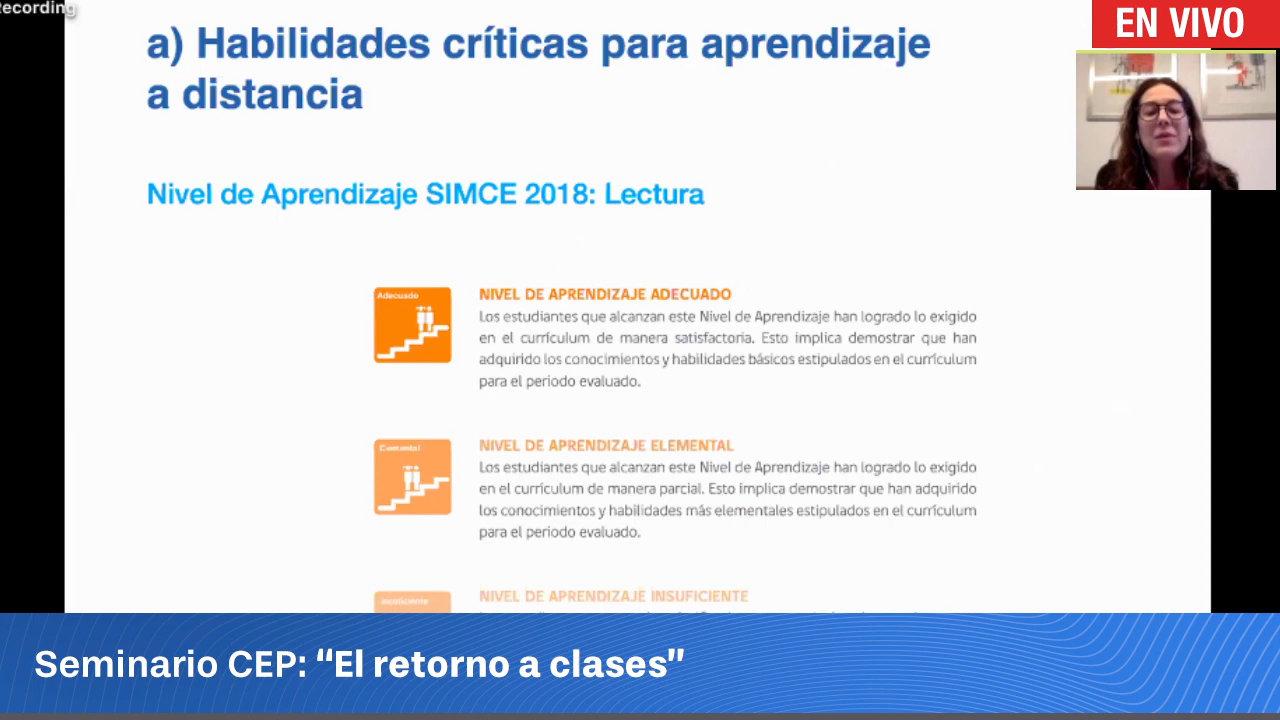 Recording
EN VIVO
a) Habilidades críticas para aprendizaje
a distancia
Nivel de Aprendizaje SIMCE 2018: Lectura
Adecuado
NIVEL DE APRENDIZAJE ADECUADO
Los estudiantes que alcanzan este Nivel de Aprendizaje han logrado lo exigido
en el currículum de manera satisfactoria. Esto implica demostrar que han
adquirido los conocimientos y habilidades básicos estipulados en el currículum
para el periodo evaluado.
Elemental
NIVEL DE APRENDIZAJE ELEMENTAL
Los estudiantes que alcanzan este Nivel de Aprendizaje han logrado lo exigido
en el currículum de manera parcial. Esto implica demostrar que han adquirido
los conocimientos y habilidades más elementales estipulados en el currículum
para el periodo evaluado.
Insuficiente
NIVEL DE APRENDIZAJE INSUFICIENTE
Seminario CEP: “El retorno a clases”